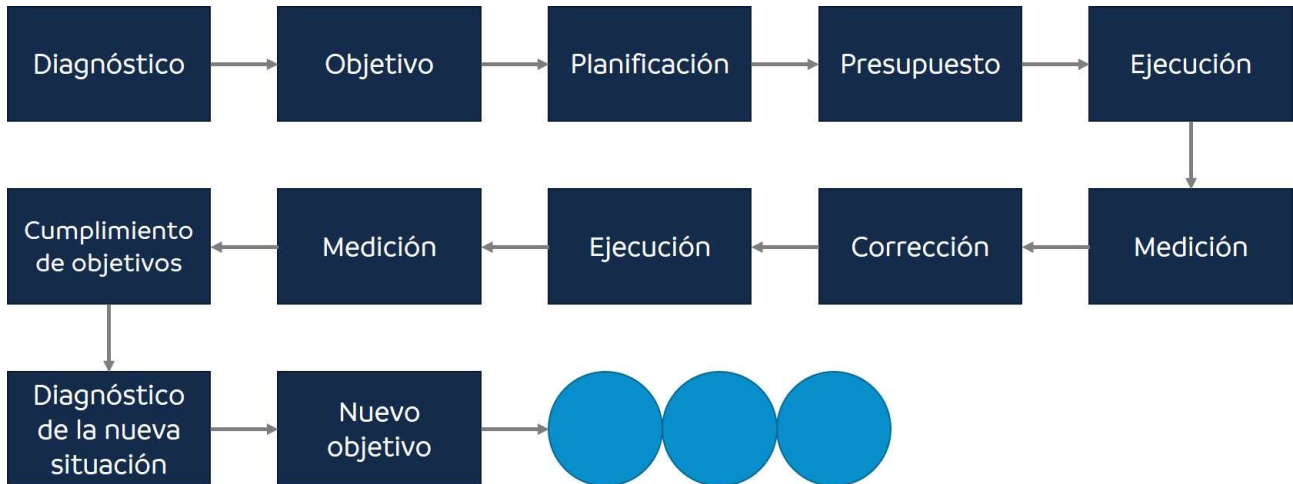 Diagnóstico
Objetivo
Planificación
Presupuesto
Ejecución
Cumplimiento
de objetivos
Medición
Ejecución
Corrección
Medición
Diagnóstico
de la nueva
situación
Nuevo
objetivo